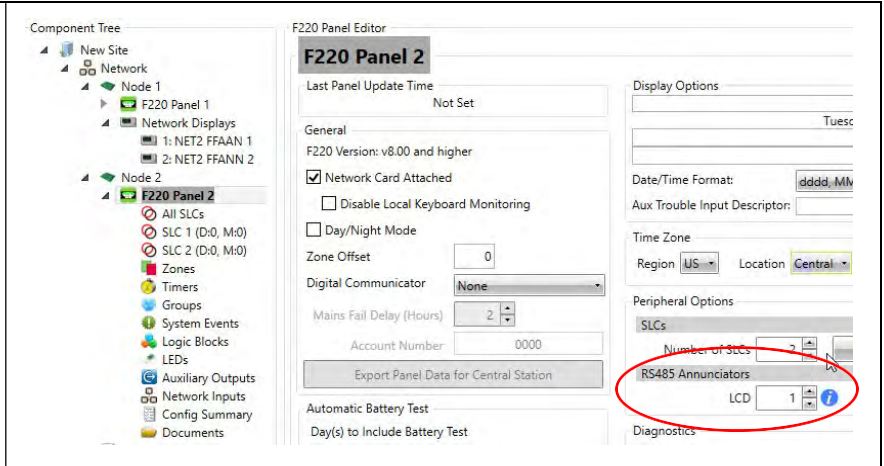 Component Tree
New Site
Network
Node 1
F220 Panel 1
Network Displays
1: NET2 FFAAN 1
2: NET2 FFANN 2
Node 2
F220 Panel 2
All SLCs
SLC 1 (D:0, M:0)
SLC 2 (D:0, M:0)
Zones
Timers
Groups
System Events
Logic Blocks
LEDs
Auxiliary Outputs
Network Inputs
Config Summary
Documents
F220 Panel Editor
F220 Panel 2
Last Panel Update Time
Not Set
General
F220 Version: v8.00 and higher
Network Card Attached
Disable Local Keyboard Monitoring
Day/Night Mode
Zone Offset 0
Digital Communicator None
Mains Fail Delay (Hours) 2
Account Number 0000
Export Panel Data for Central Station
Automatic Battery Test
Day(s) to Include Battery Test
Display Options
Tuesc
Date/Time Format: dddd, MM
Aux Trouble Input Descriptor:
Time Zone
Region US Location Central
Peripheral Options
SLCs
Number of SLCs 2
RS485 Annunciators
LCD 1
Diagnostics